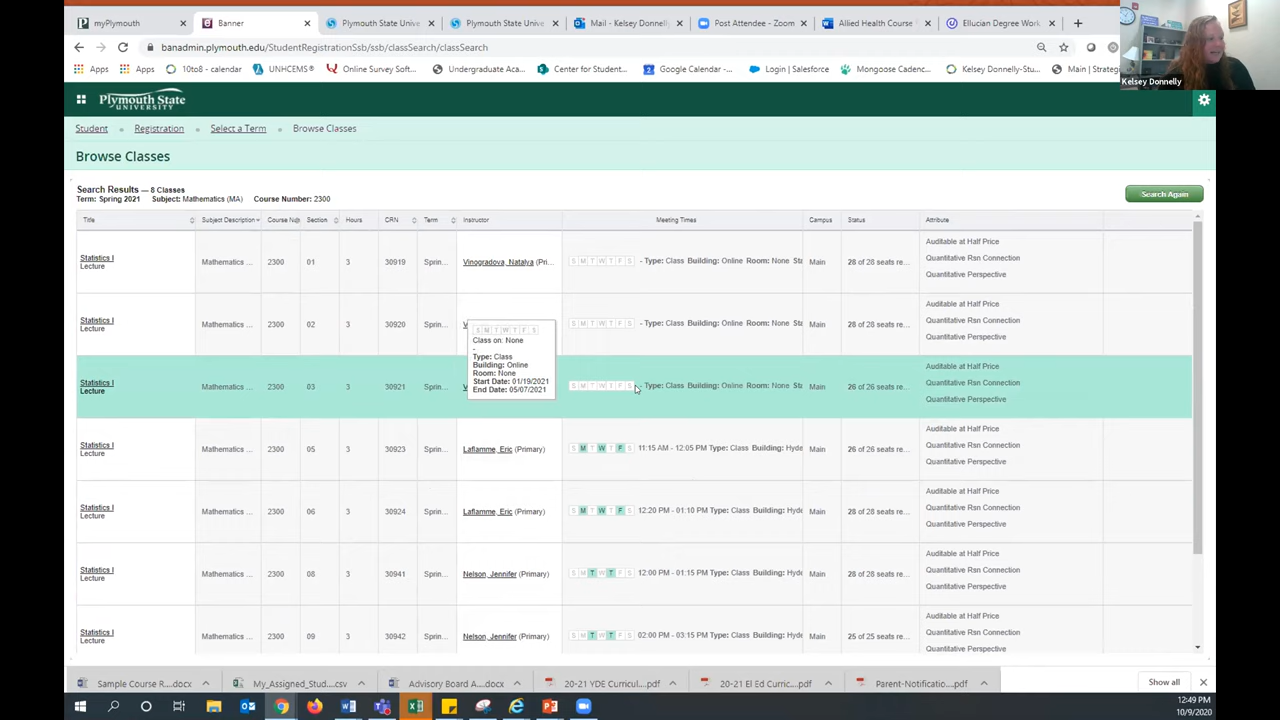 myPlymouth Banner Plymouth State Unive Plymouth State Unive Mail - Kelsey Donnelly Post Attendee - Zoom Allied Health Course Ellucian Degree Work
banadmin.plymouth.edu/StudentRegistrationSsb/ssb/classSearch/classSearch
Apps Apps 10to8 - calendar UNHCEMS® Online Survey Soft... Undergraduate Aca... Center for Student... Google Calendar -... Login | Salesforce Mongoose Cadenc... Kelsey Donnelly-Stu... Main | Strateg
Kelsey Donnelly
Plymouth State
UNIVERSITY
Student Registration Select a Term Browse Classes
Browse Classes
Search Results — 8 Classes
Term: Spring 2021 Subject: Mathematics (MA) Course Number: 2300
Search Again
Title Subject Description Course No Section Hours CRN Term Instructor Meeting Times Campus Status Attribute
Statistics I
Lecture
Mathematics ... 2300 01 3 30919 Sprin... Vinogradova, Natalya (Pri... S M T W T F S - Type: Class Building: Online Room: None Sta Main 28 of 28 seats re...
Auditable at Half Price
Quantitative Rsn Connection
Quantitative Perspective
Statistics I
Lecture
Mathematics ... 2300 02 3 30920 Sprin... V S M T W T F S - Type: Class Building: Online Room: None Sta Main 28 of 28 seats re...
Auditable at Half Price
Quantitative Rsn Connection
Quantitative Perspective
S M T W T F S
Class on: None
-
Type: Class
Building: Online
Room: None
Start Date: 01/19/2021
End Date: 05/07/2021
Statistics I
Lecture
Mathematics ... 2300 03 3 30921 Sprin... V S M T W T F S - Type: Class Building: Online Room: None Sta Main 26 of 26 seats re...
Auditable at Half Price
Quantitative Rsn Connection
Quantitative Perspective
Statistics I
Lecture
Mathematics ... 2300 05 3 30923 Sprin... Laflamme, Eric (Primary) S M T W T F S 11:15 AM - 12:05 PM Type: Class Building: Hyde Main 26 of 26 seats re...
Auditable at Half Price
Quantitative Rsn Connection
Quantitative Perspective
Statistics I
Lecture
Mathematics ... 2300 06 3 30924 Sprin... Laflamme, Eric (Primary) S M T W T F S 12:20 PM - 01:10 PM Type: Class Building: Hyde Main 28 of 28 seats re...
Auditable at Half Price
Quantitative Rsn Connection
Quantitative Perspective
Statistics I
Lecture
Mathematics ... 2300 08 3 30941 Sprin... Nelson, Jennifer (Primary) S M T W T F S 12:00 PM - 01:15 PM Type: Class Building: Hyde Main 28 of 28 seats re...
Auditable at Half Price
Quantitative Rsn Connection
Quantitative Perspective
Statistics I
Lecture
Mathematics ... 2300 09 3 30942 Sprin... Nelson, Jennifer (Primary) S M T W T F S 02:00 PM - 03:15 PM Type: Class Building: Hyde Main 25 of 25 seats re...
Auditable at Half Price
Quantitative Rsn Connection
Quantitative Perspective
Sample Course R....docx My_Assigned_Stud....csv Advisory Board A....docx 20-21 YDE Curricul....pdf 20-21 El Ed Curric....pdf Parent-Notificatio....pdf Show all
12:49 PM
10/9/2020